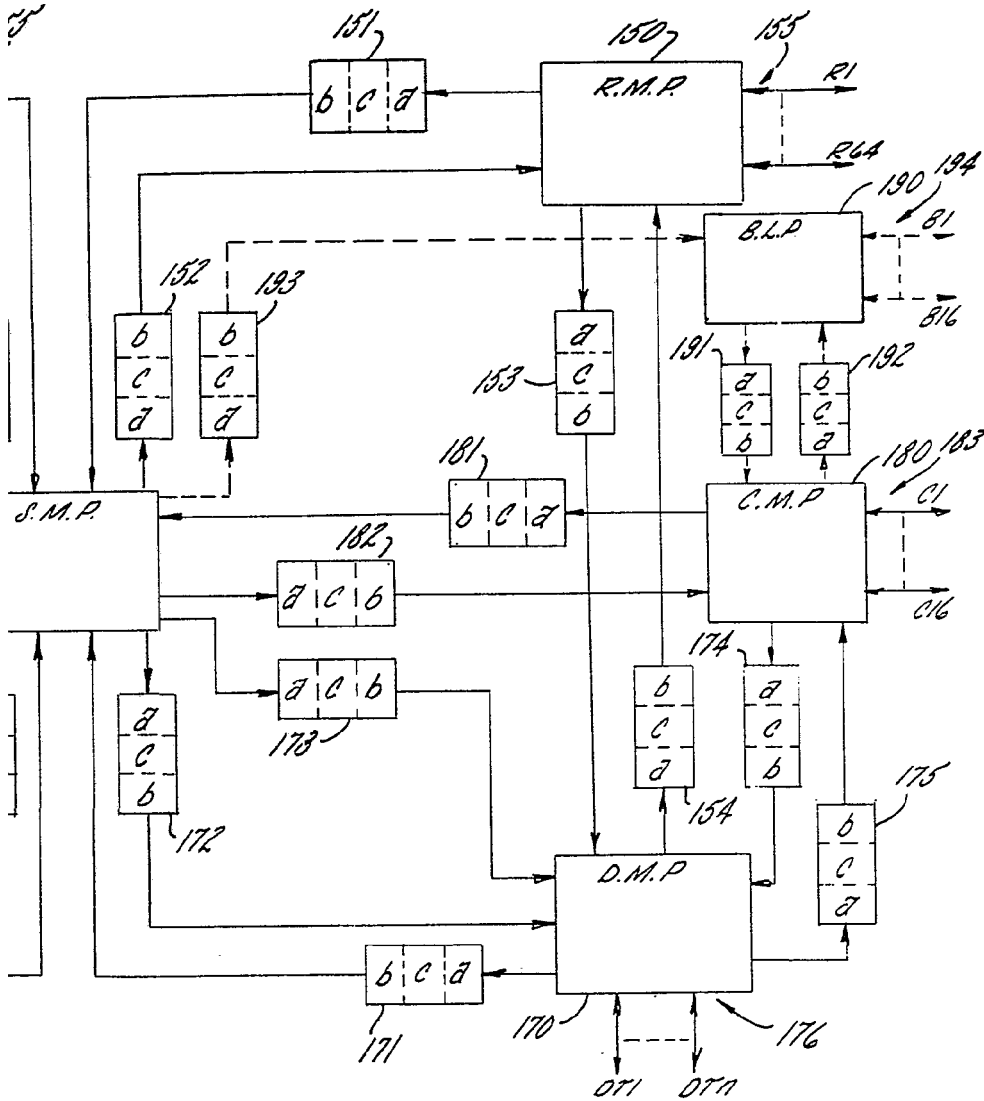 151
150
155
b c a
R.M.P.
R1
R64
190
194
B.L.P.
B1
B16
152
193
b
c
a
b
c
a
153
a
c
b
191
a
c
b
192
b
c
a
181
b c a
180
183
S.M.P.
C.M.P
C1
C16
182
a c b
a c b
173
174
a
c
b
b
c
a
154
175
b
c
a
a
c
b
172
D.M.P
b c a
171
170
176
DT1
DTn